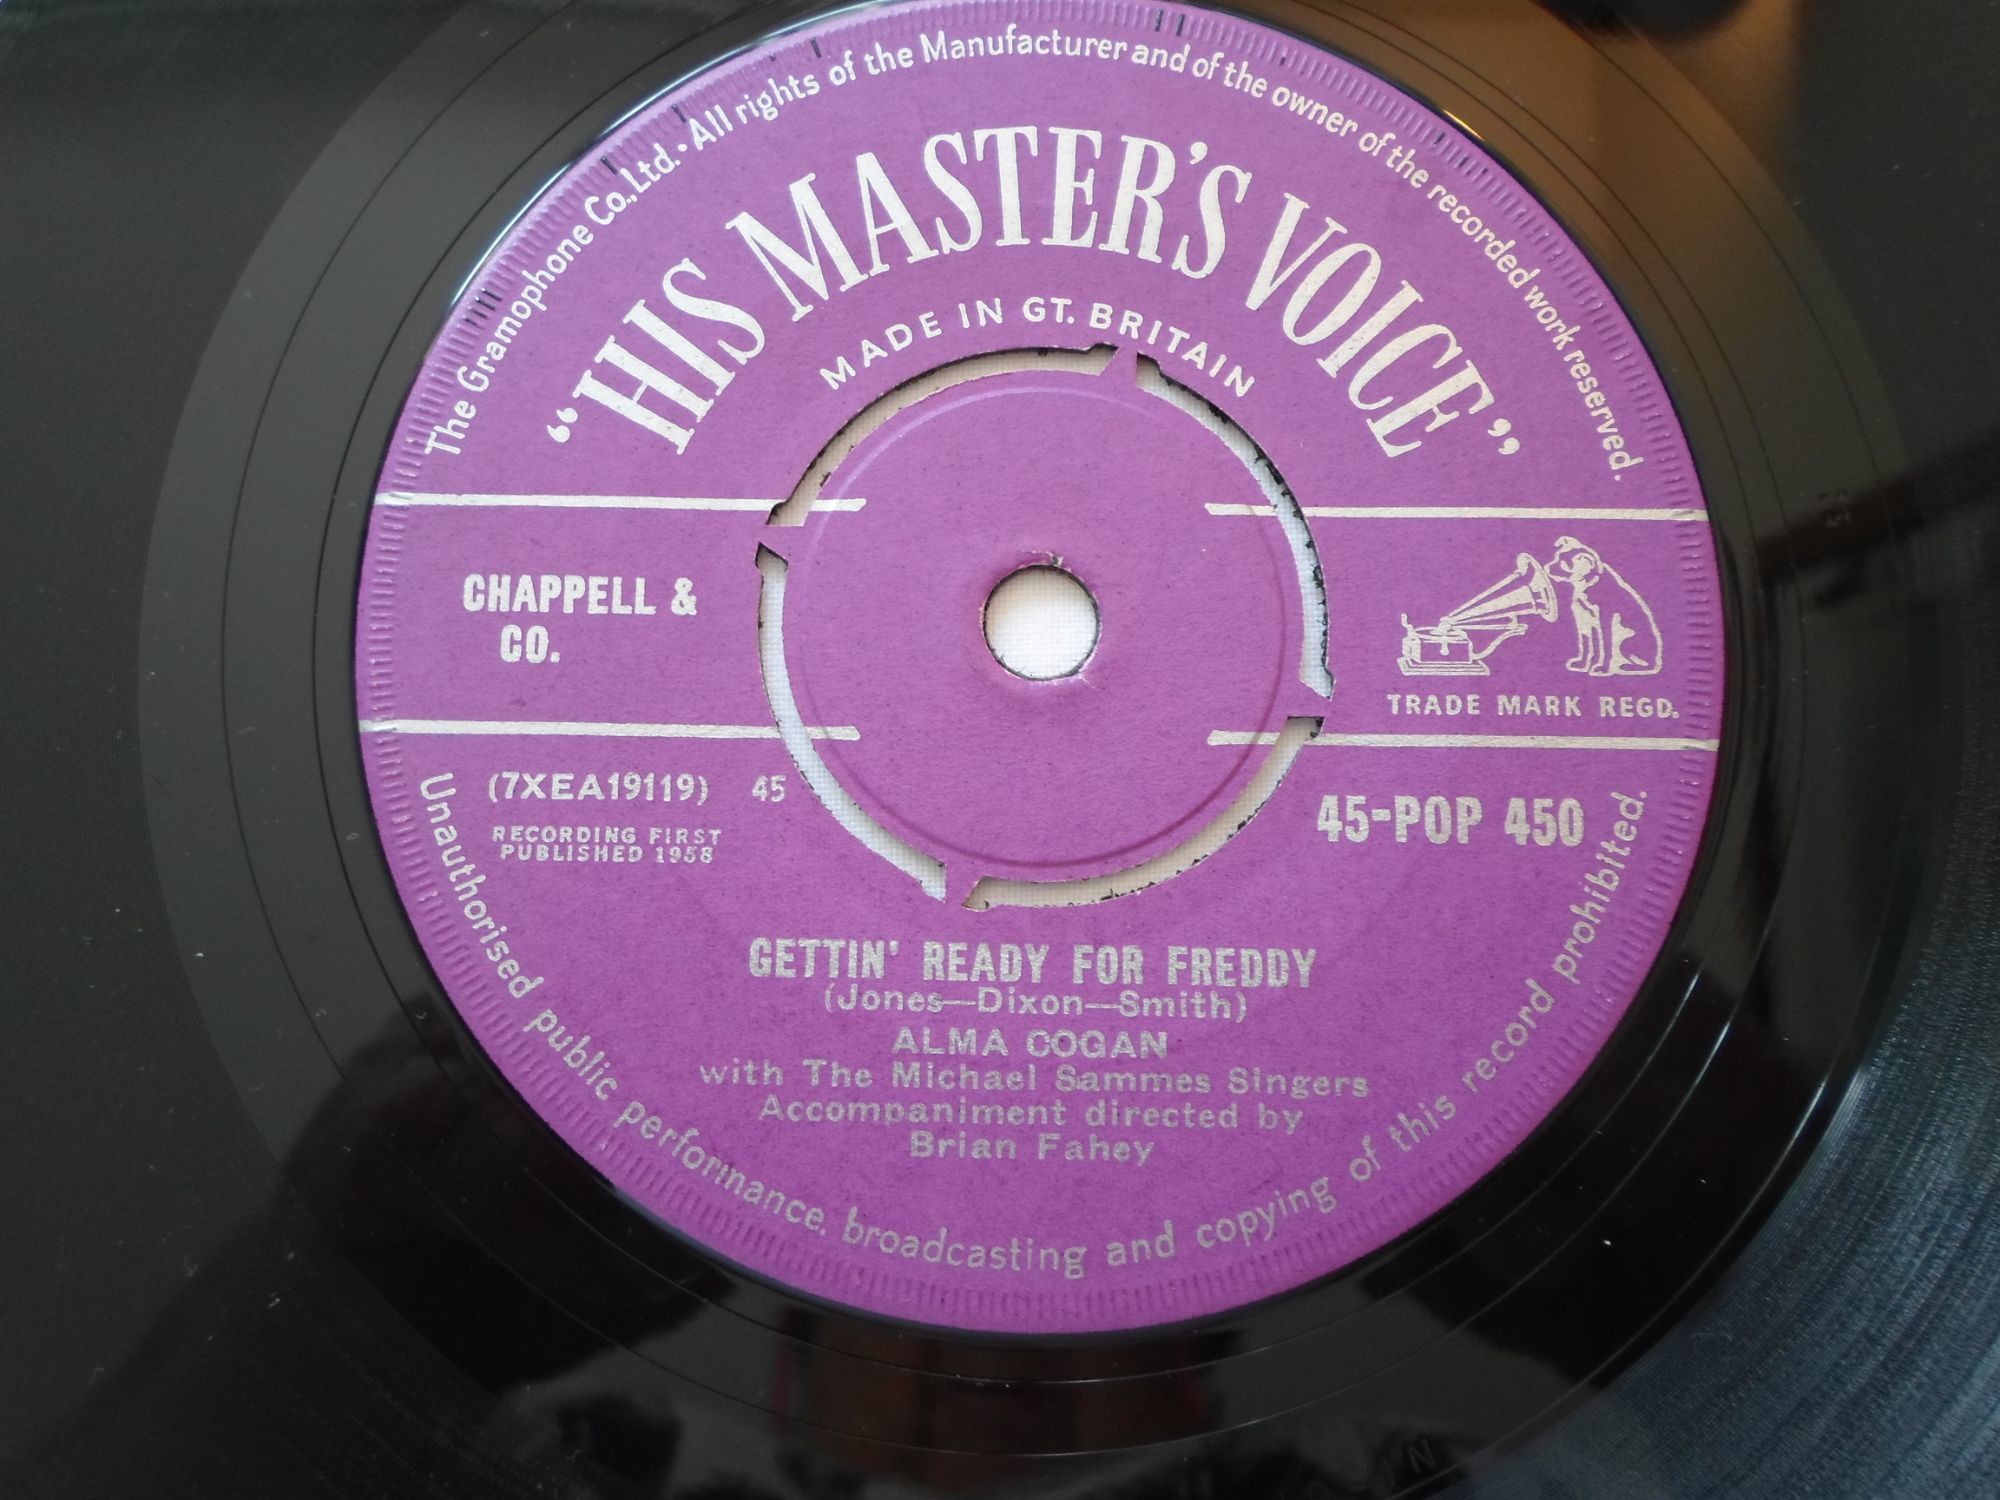 The Gramophone Co., Ltd. · All rights of the Manufacturer and of the owner of the recorded work reserved.
“HIS MASTER'S VOICE”
MADE IN GT. BRITAIN
CHAPPELL &
CO.
TRADE MARK REGD.
(7XEA19119) 45
RECORDING FIRST
PUBLISHED 1958
45-POP 450
GETTIN' READY FOR FREDDY
(Jones—Dixon—Smith)
ALMA COGAN
with The Michael Sammes Singers
Accompaniment directed by
Brian Fahey
Unauthorised public performance, broadcasting and copying of this record prohibited.